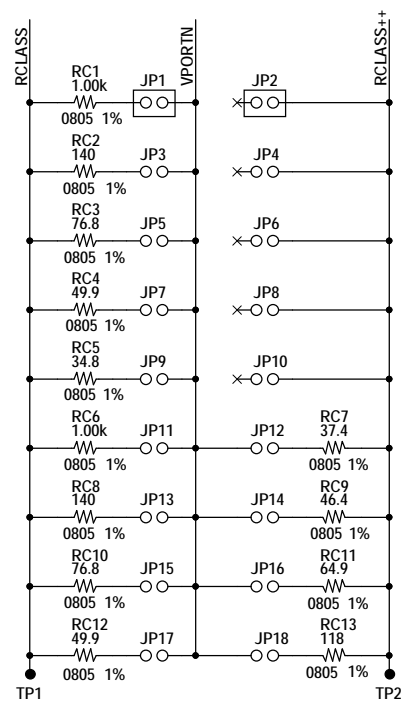 RCLASS
VPORTN
RCLASS++
RC1
1.00k
JP1
JP2
0805 1%
RC2
140
JP3
JP4
0805 1%
RC3
76.8
JP5
JP6
0805 1%
RC4
49.9
JP7
JP8
0805 1%
RC5
34.8
JP9
JP10
0805 1%
RC6
1.00k
JP11
JP12
RC7
37.4
0805 1%
0805 1%
RC8
140
JP13
JP14
RC9
46.4
0805 1%
0805 1%
RC10
76.8
JP15
JP16
RC11
64.9
0805 1%
0805 1%
RC12
49.9
JP17
JP18
RC13
118
0805 1%
0805 1%
TP1
TP2